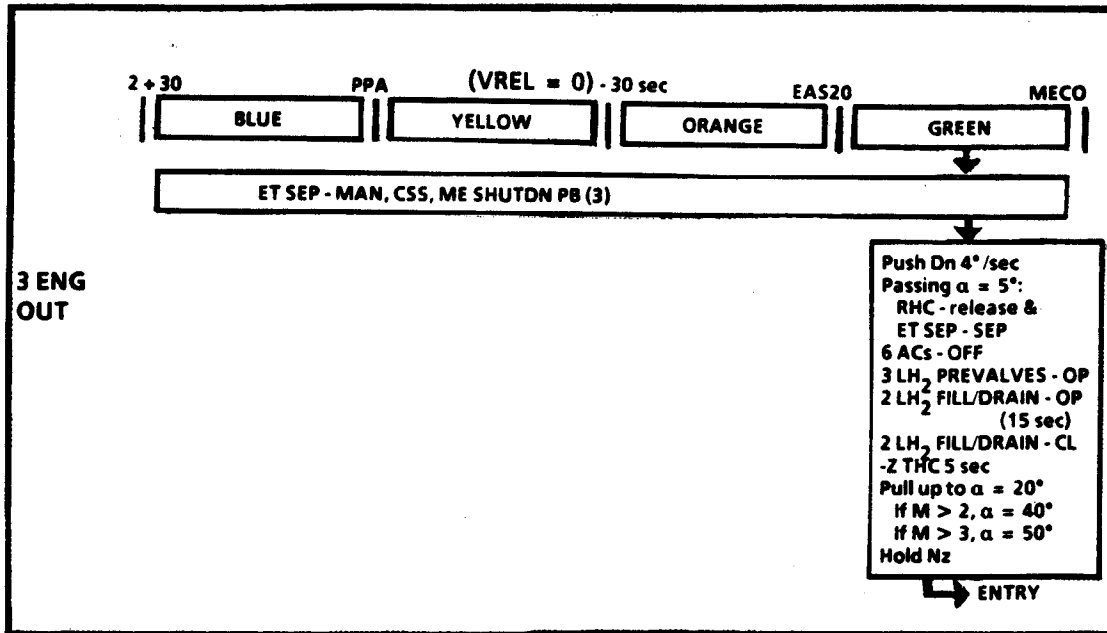 2 + 30 PPA (VREL = 0) - 30 sec EAS20 MECO
BLUE YELLOW ORANGE GREEN
ET SEP - MAN, CSS, ME SHUTDN PB (3)
3 ENG
OUT
Push Dn 4°/sec
Passing α = 5°:
RHC - release &
ET SEP - SEP
6 ACs - OFF
3 LH2 PREVALVES - OP
2 LH2 FILL/DRAIN - OP
(15 sec)
2 LH2 FILL/DRAIN - CL
-Z THC 5 sec
Pull up to α = 20°
If M > 2, α = 40°
If M > 3, α = 50°
Hold Nz
ENTRY